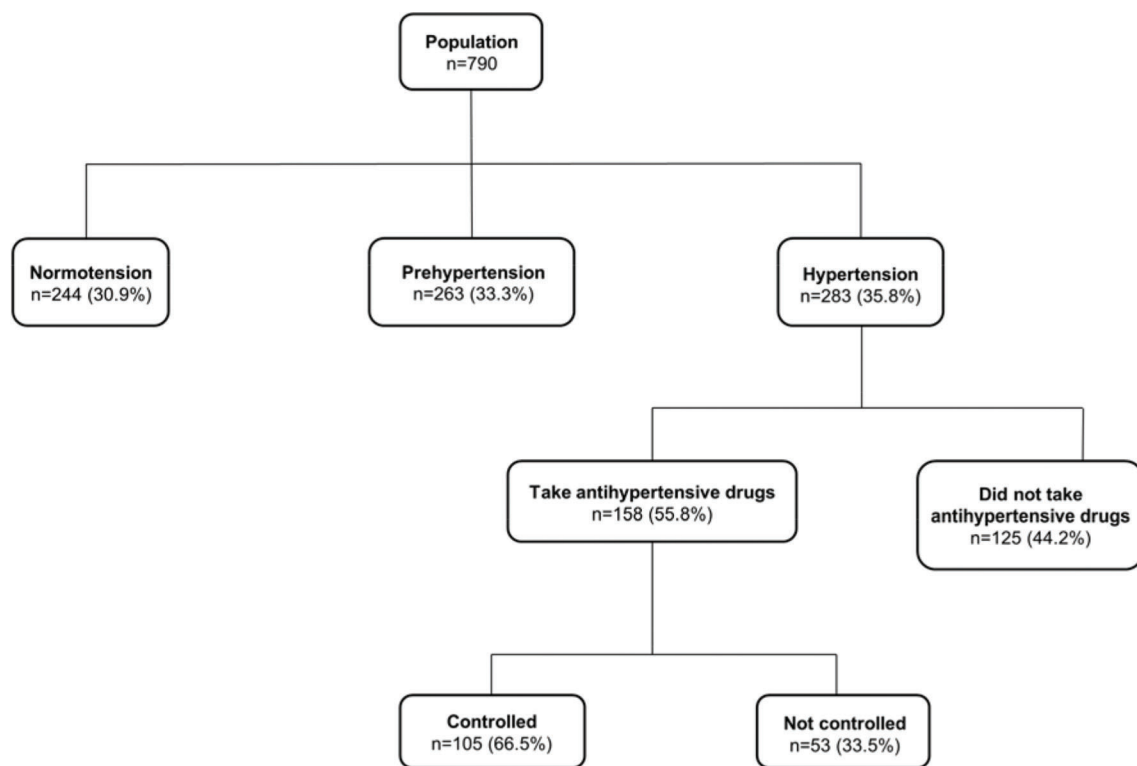 Population
n=790
Normotension
n=244 (30.9%)
Prehypertension
n=263 (33.3%)
Hypertension
n=283 (35.8%)
Take antihypertensive drugs
n=158 (55.8%)
Did not take
antihypertensive drugs
n=125 (44.2%)
Controlled
n=105 (66.5%)
Not controlled
n=53 (33.5%)